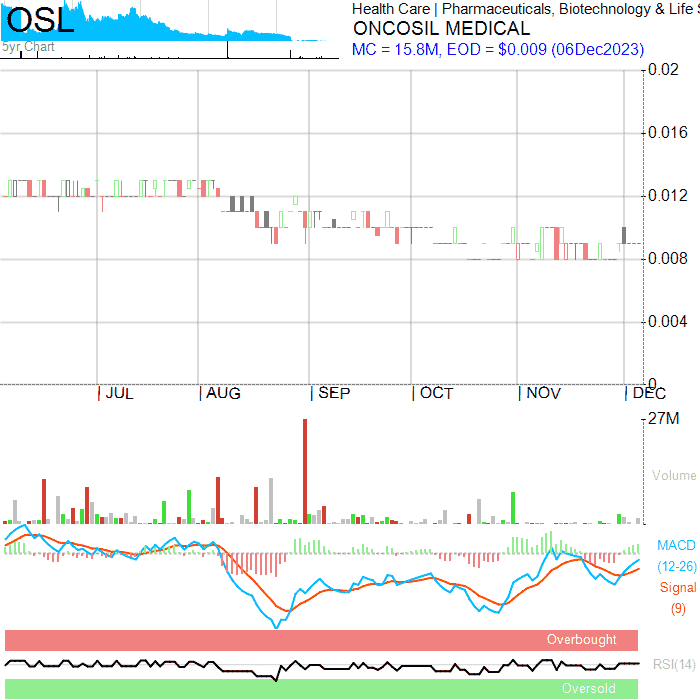 OSL
5yr Chart
Health Care | Pharmaceuticals, Biotechnology & Life S
ONCOSIL MEDICAL
MC = 15.8M, EOD = $0.009 (06Dec2023)
0.02
0.016
0.012
0.008
0.004
0
JUL AUG SEP OCT NOV DEC
27M
Volume
MACD
(12-26)
Signal
(9)
Overbought
RSI(14)
Oversold